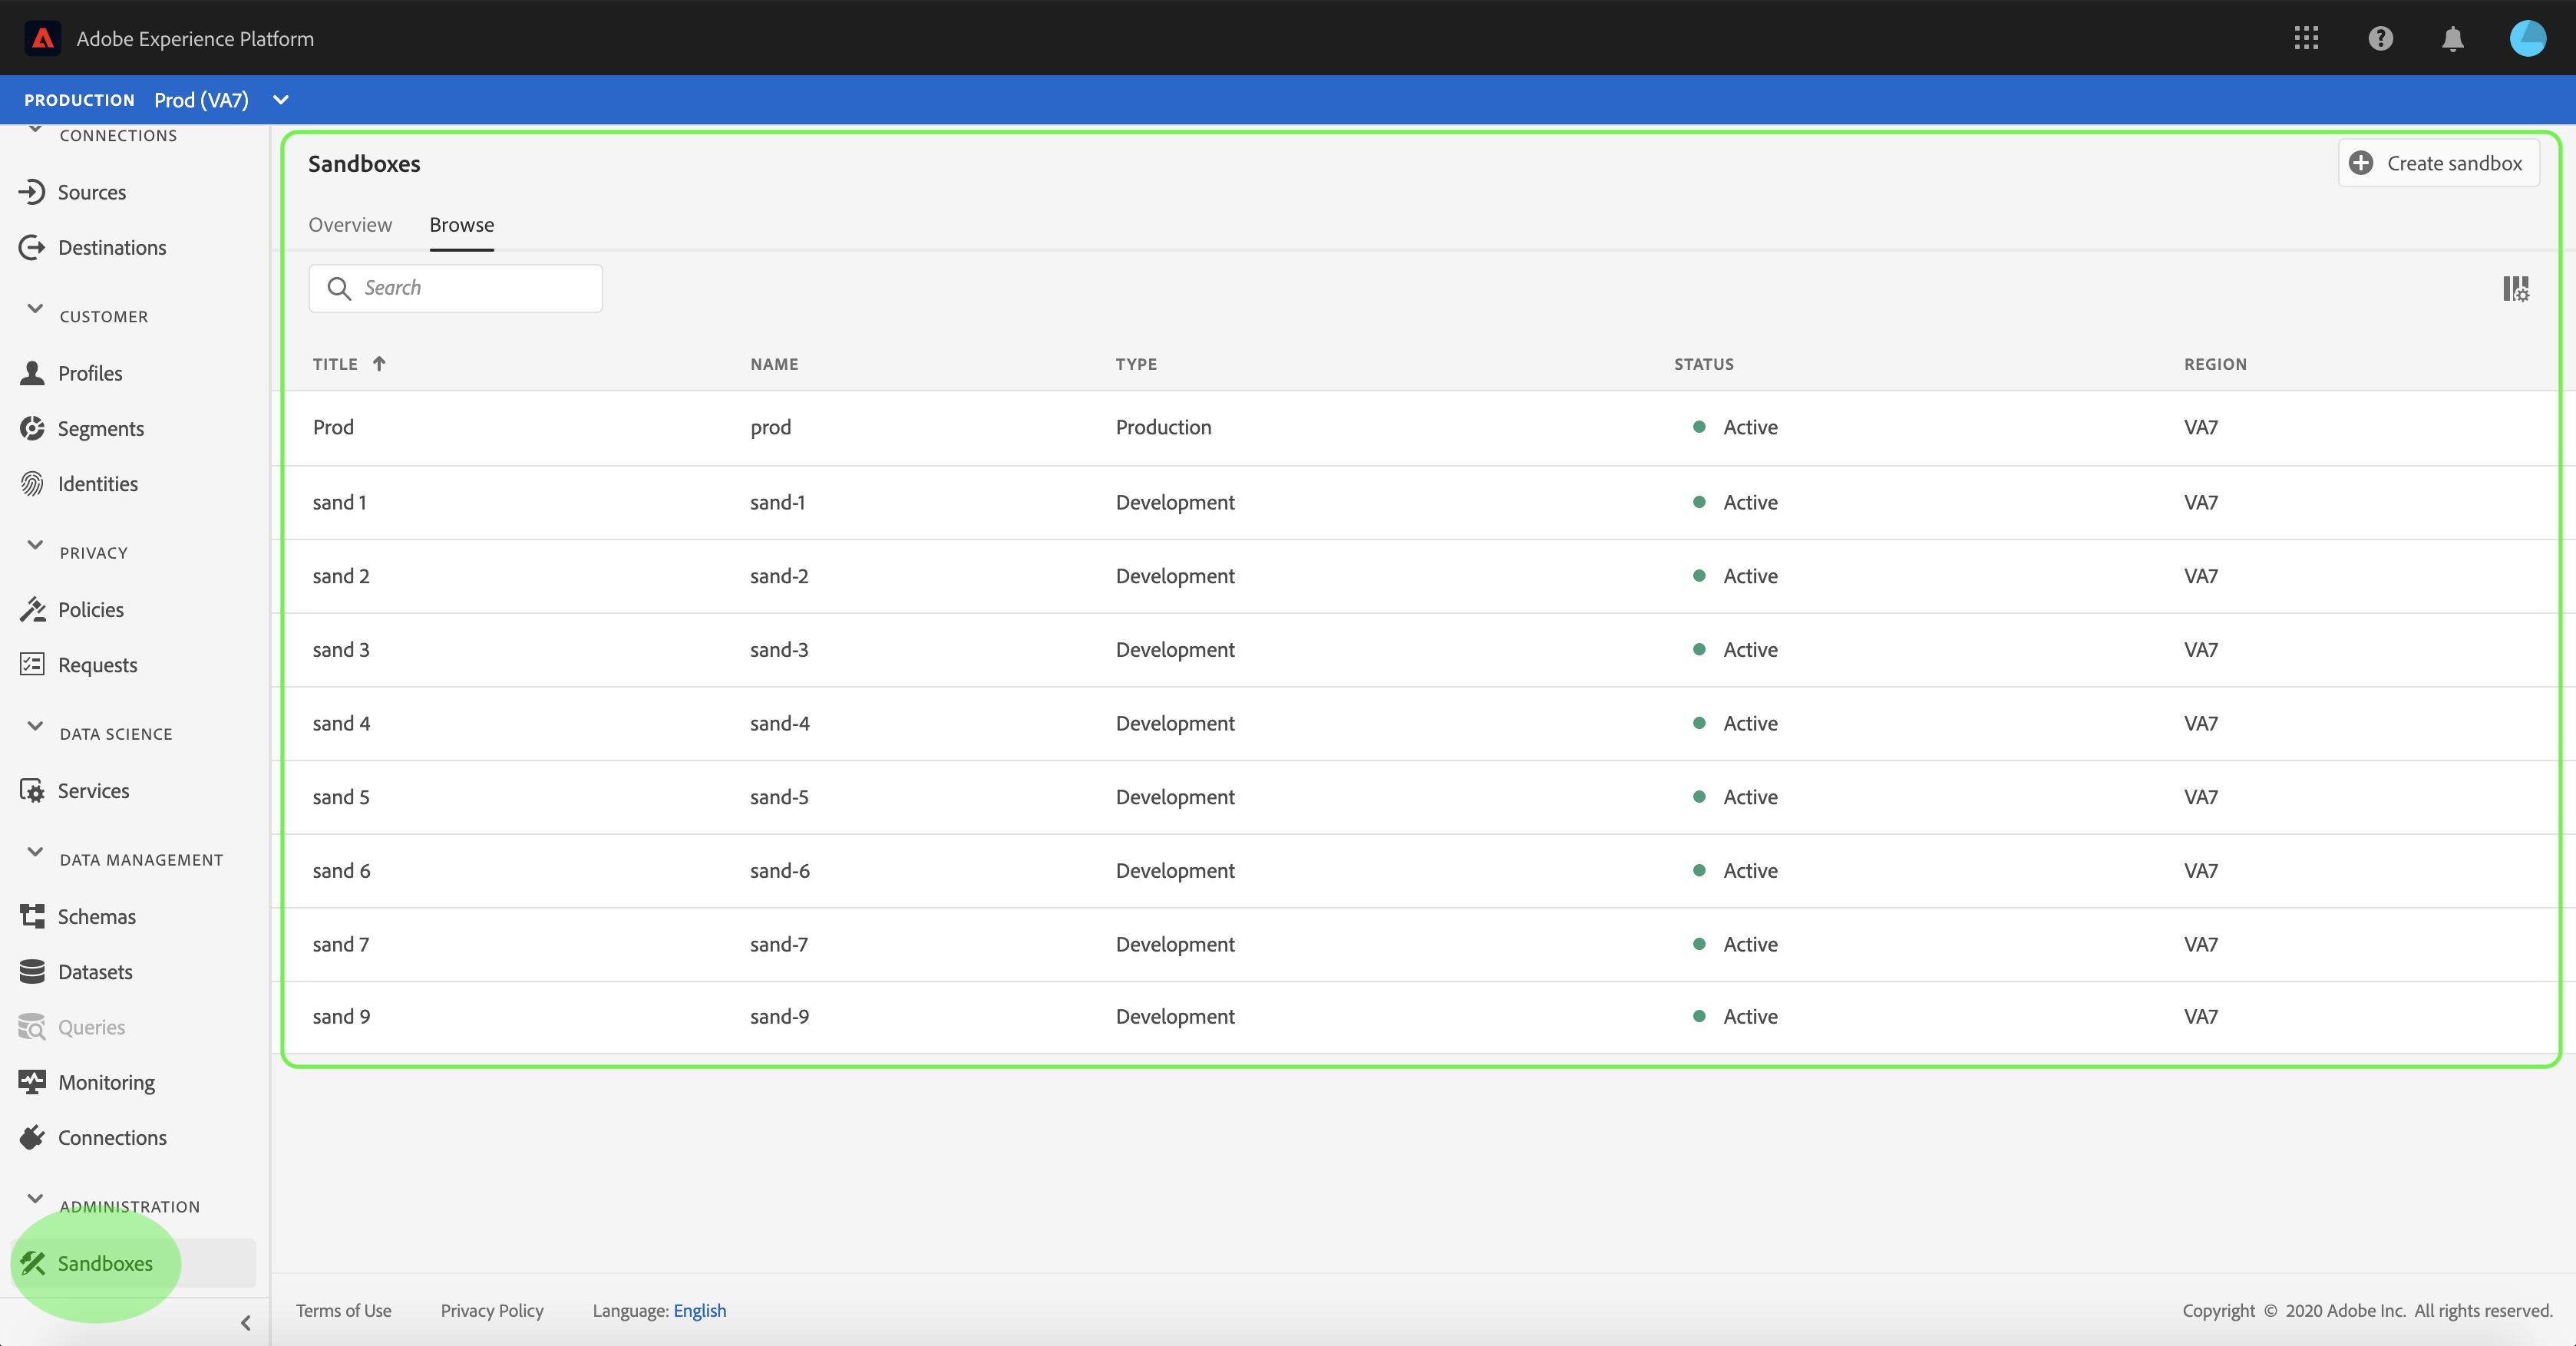 Adobe Experience Platform
PRODUCTION Prod (VA7)
CONNECTIONS
Sources
Destinations
CUSTOMER
Profiles
Segments
Identities
PRIVACY
Policies
Requests
DATA SCIENCE
Services
DATA MANAGEMENT
Schemas
Datasets
Queries
Monitoring
Connections
ADMINISTRATION
Sandboxes
Sandboxes
Create sandbox
Overview Browse
Search
TITLE NAME TYPE STATUS REGION
Prod prod Production Active VA7
sand 1 sand-1 Development Active VA7
sand 2 sand-2 Development Active VA7
sand 3 sand-3 Development Active VA7
sand 4 sand-4 Development Active VA7
sand 5 sand-5 Development Active VA7
sand 6 sand-6 Development Active VA7
sand 7 sand-7 Development Active VA7
sand 9 sand-9 Development Active VA7
Terms of Use Privacy Policy Language: English Copyright © 2020 Adobe Inc. All rights reserved.